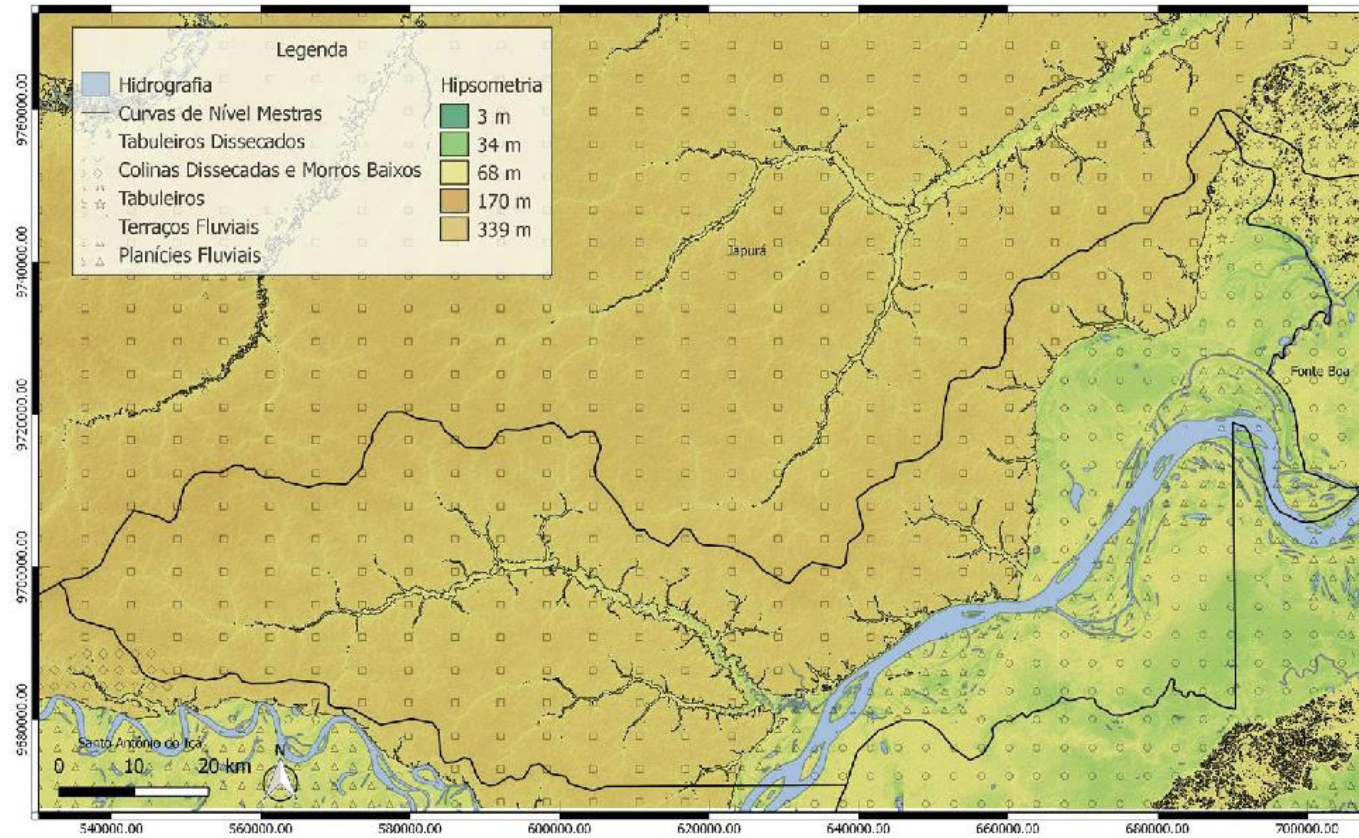 Legenda
Hidrografia
Curvas de Nível Mestras
Tabuleiros Dissecados
Colinas Dissecadas e Morros Baixos
Tabuleiros
Terraços Fluviais
Planícies Fluviais
Hipsometria
3 m
34 m
68 m
170 m
339 m
Japurá
Fonte Boa
Santo Antônio do Içá
N
0 10 20 km
9760000.00
9740000.00
9720000.00
9700000.00
9680000.00
540000.00 560000.00 580000.00 600000.00 620000.00 640000.00 660000.00 680000.00 700000.00